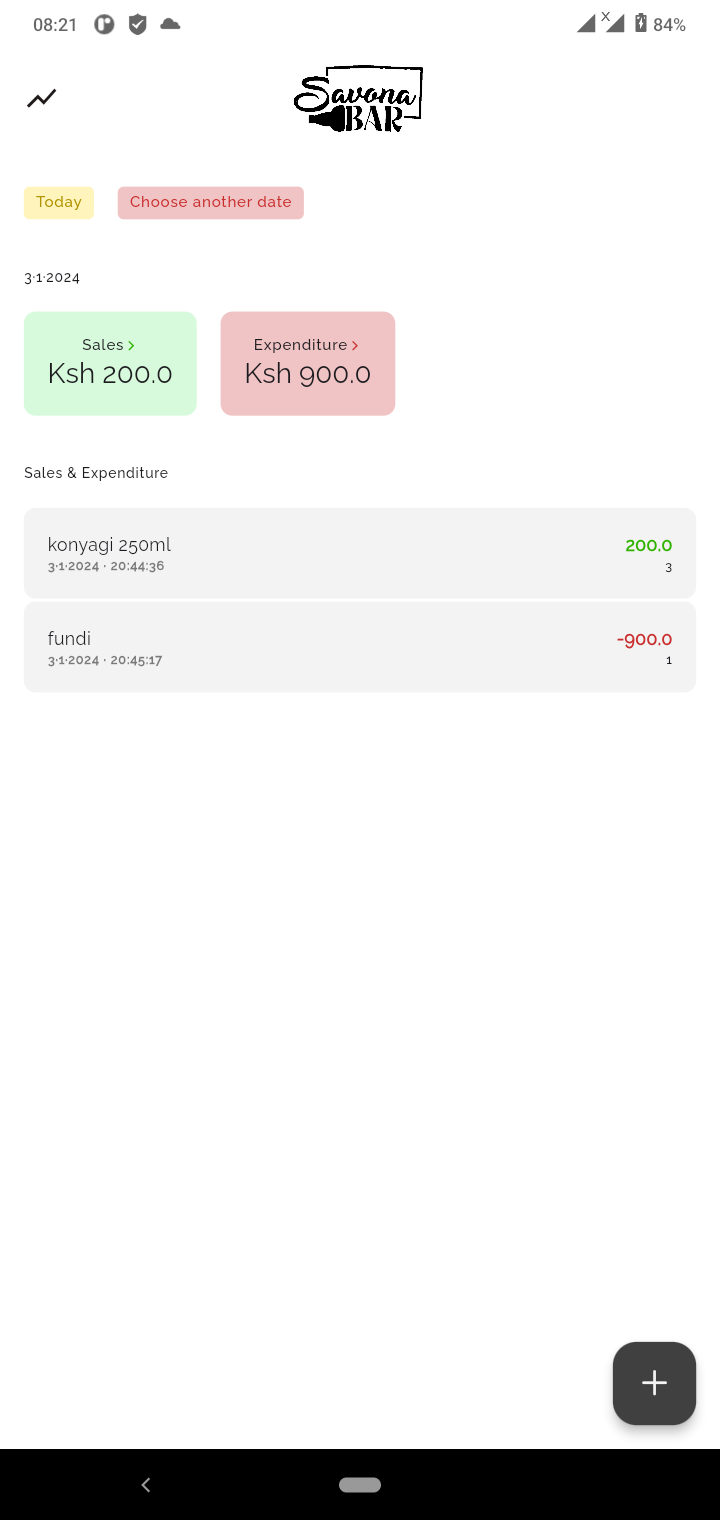 08:21 X 84%
Savona
BAR
Today Choose another date
3·1·2024
Sales Expenditure
Ksh 200.0 Ksh 900.0
Sales & Expenditure
konyagi 250ml 200.0
3·1·2024 · 20:44:36 3
fundi -900.0
3·1·2024 · 20:45:17 1